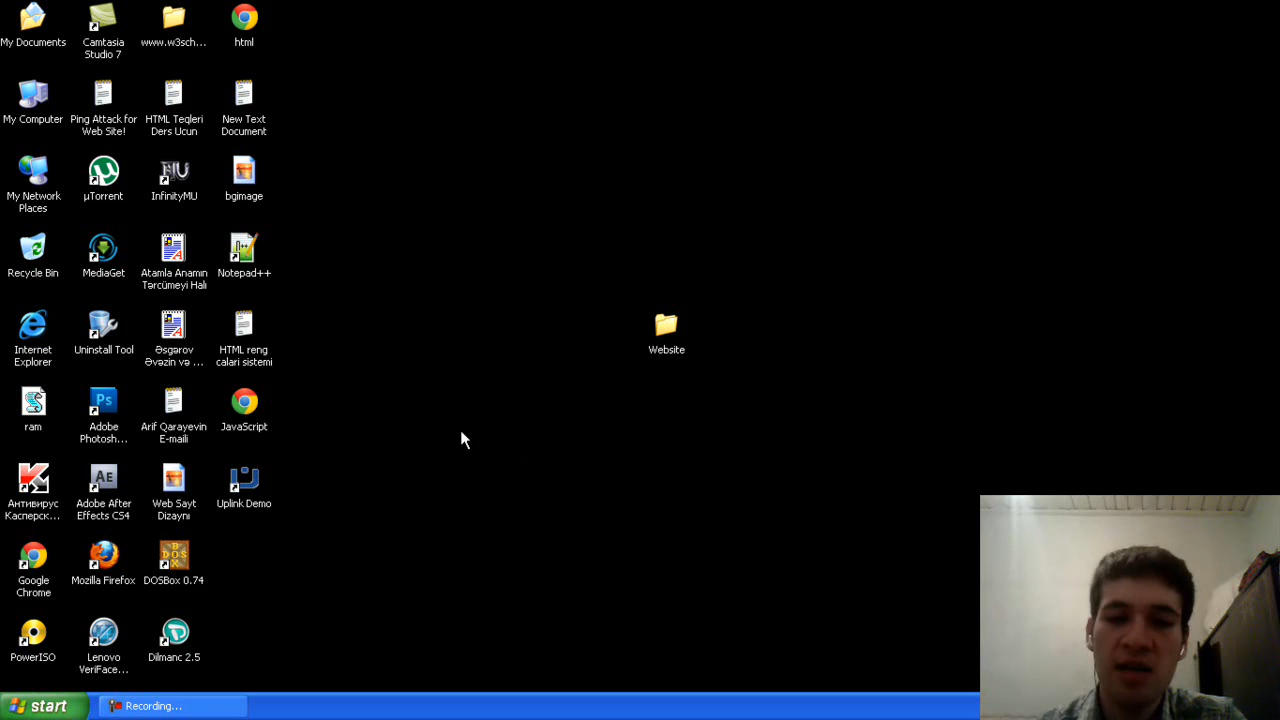 My Documents
Camtasia
Studio 7
www.w3sch...
html
My Computer
Ping Attack for
Web Site!
HTML Teqleri
Ders Ucun
New Text
Document
My Network
Places
µTorrent
InfinityMU
bgimage
Recycle Bin
MediaGet
Atamla Anamın
Tərcümeyi Halı
Notepad++
Internet
Explorer
Uninstall Tool
Əsgərov
Əvəzin və ...
HTML reng
calari sistemi
Website
ram
Adobe
Photosh...
Arif Qarayevin
E-maili
JavaScript
Антивирус
Касперск...
Adobe After
Effects CS4
Web Sayt
Dizaynı
Uplink Demo
Google
Chrome
Mozilla Firefox
DOSBox 0.74
PowerISO
Lenovo
VeriFace...
Dilmanc 2.5
start
Recording...